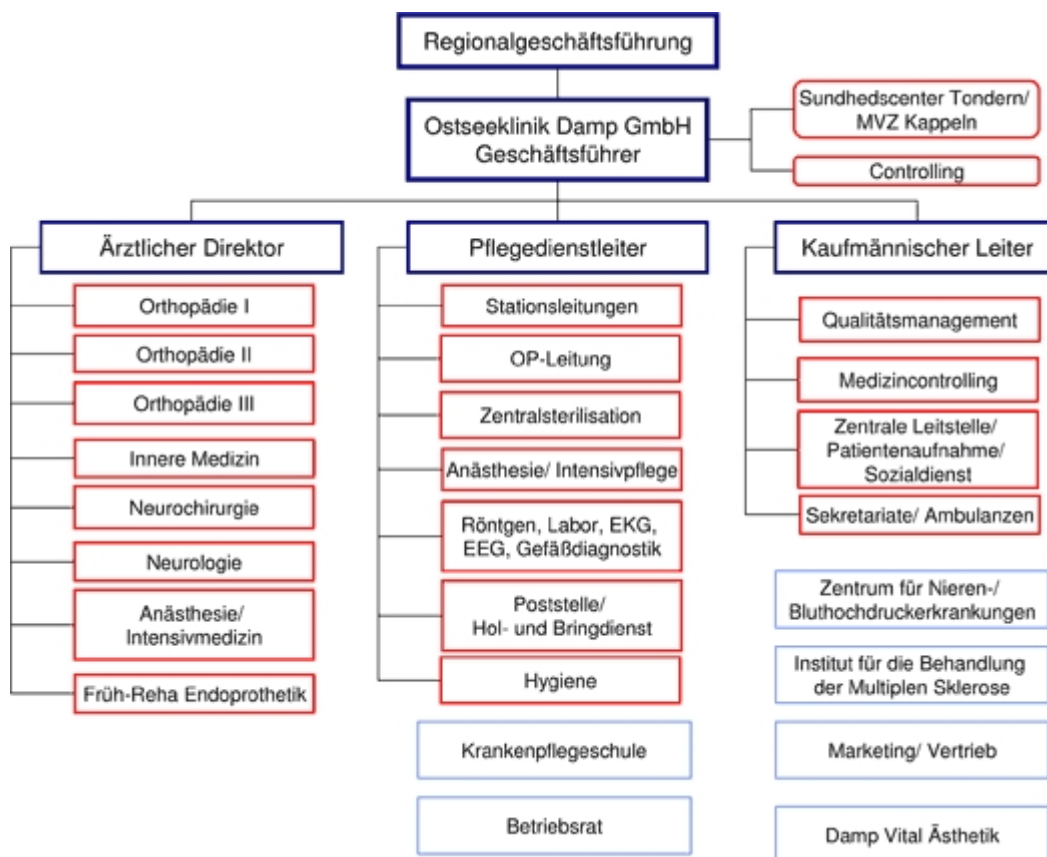 Regionalgeschäftsführung
Ostseeklinik Damp GmbH
Geschäftsführer
Sundhedscenter Tondern/
MVZ Kappeln
Controlling
Ärztlicher Direktor
Orthopädie I
Orthopädie II
Orthopädie III
Innere Medizin
Neurochirurgie
Neurologie
Anästhesie/
Intensivmedizin
Früh-Reha Endoprothetik
Pflegedienstleiter
Stationsleitungen
OP-Leitung
Zentralsterilisation
Anästhesie/ Intensivpflege
Röntgen, Labor, EKG,
EEG, Gefäßdiagnostik
Poststelle/
Hol- und Bringdienst
Hygiene
Krankenpflegeschule
Betriebsrat
Kaufmännischer Leiter
Qualitätsmanagement
Medizincontrolling
Zentrale Leitstelle/
Patientenaufnahme/
Sozialdienst
Sekretariate/ Ambulanzen
Zentrum für Nieren-/
Bluthochdruckerkrankungen
Institut für die Behandlung
der Multiplen Sklerose
Marketing/ Vertrieb
Damp Vital Ästhetik